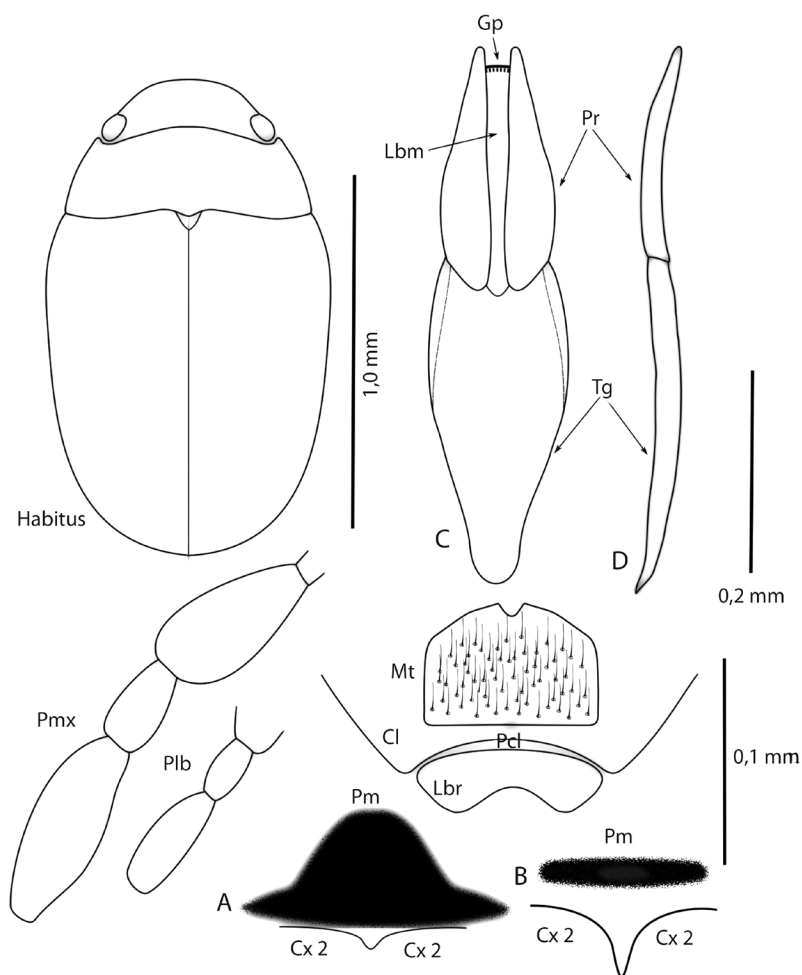 Gp
Pr
Lbm
1,0 mm
Tg
Habitus
C
D
0,2 mm
Mt
Pmx
Cl
Pcl
Plb
0,1 mm
Lbr
Pm
Pm
B
A
Cx 2
Cx 2
Cx 2
Cx 2